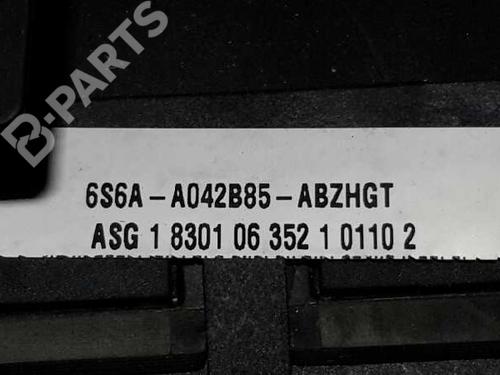 B-PARTS
6S6A-A042B85-ABZHGT
ASG 1 8301 06 352 1 0110 2